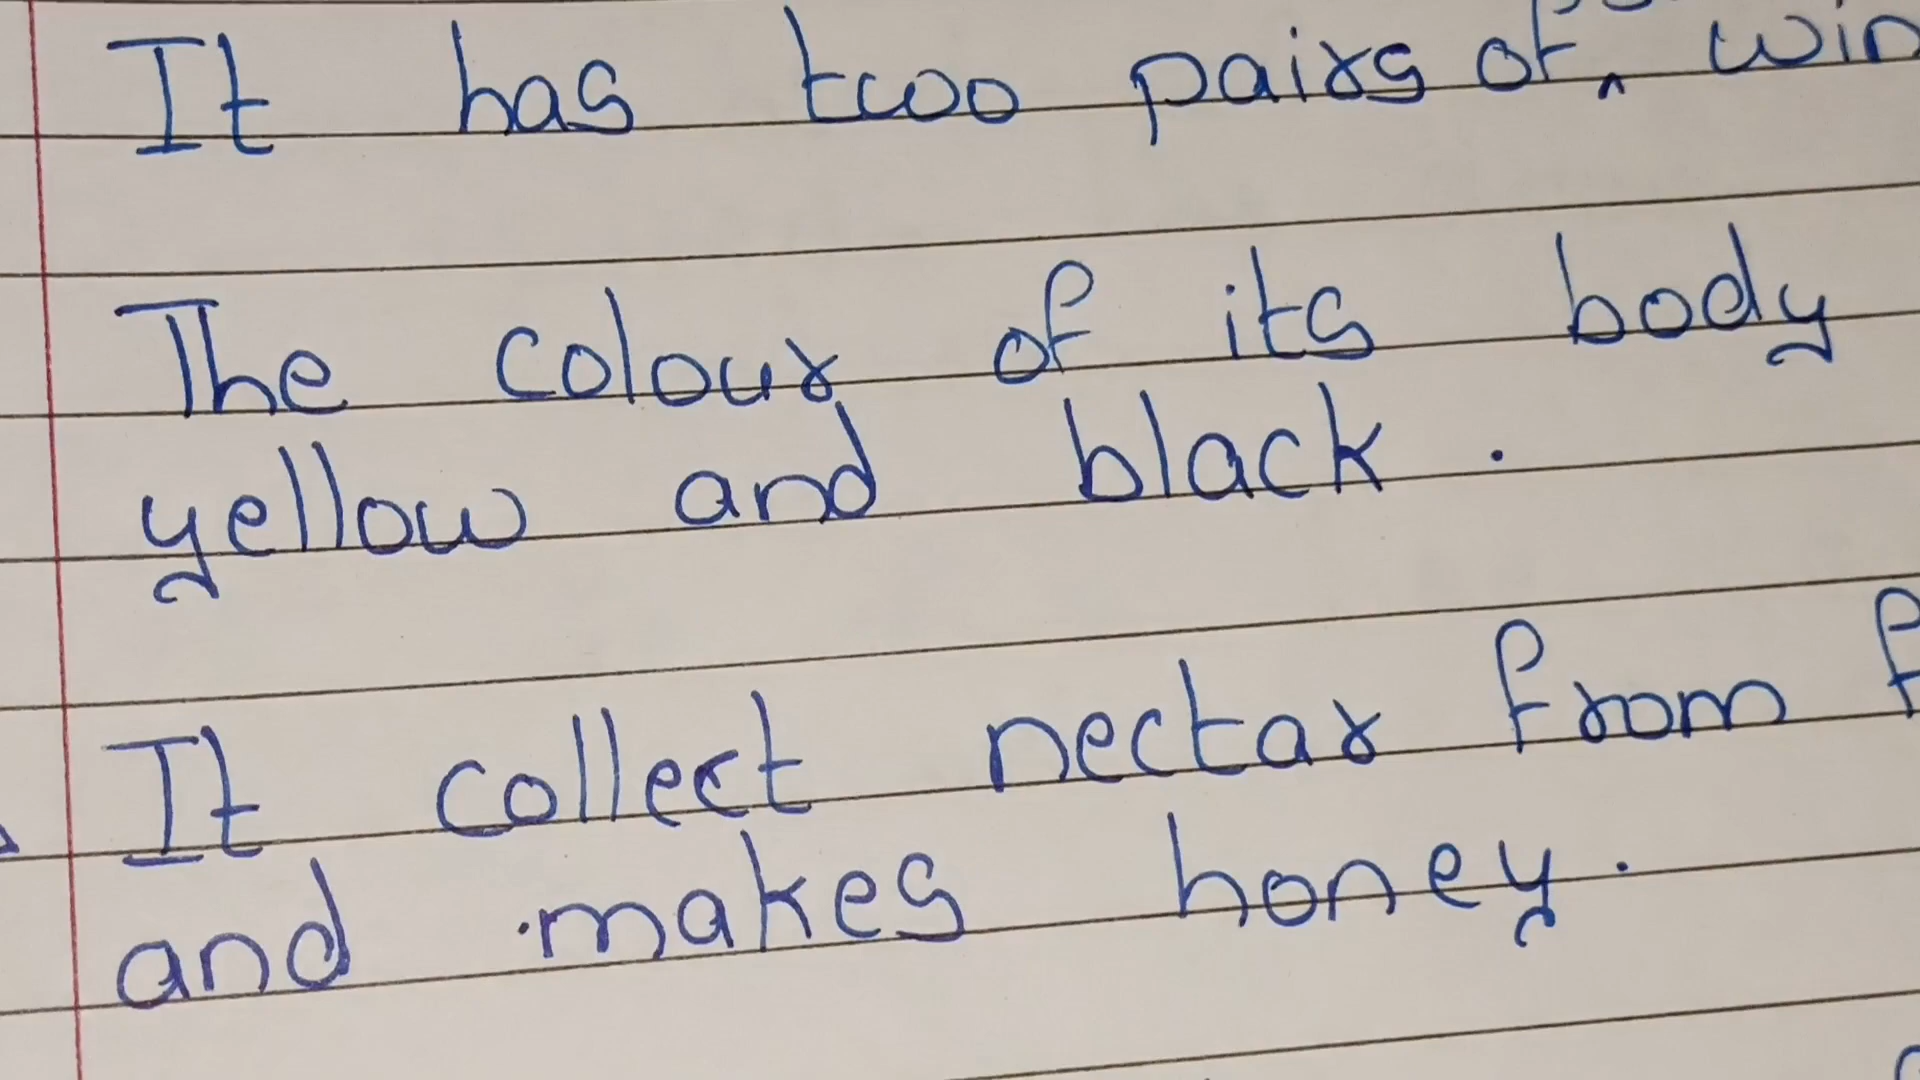 It has two pairs of ^ win
The colour of its body
yellow and black .
It collect nectar from f
and makes honey .